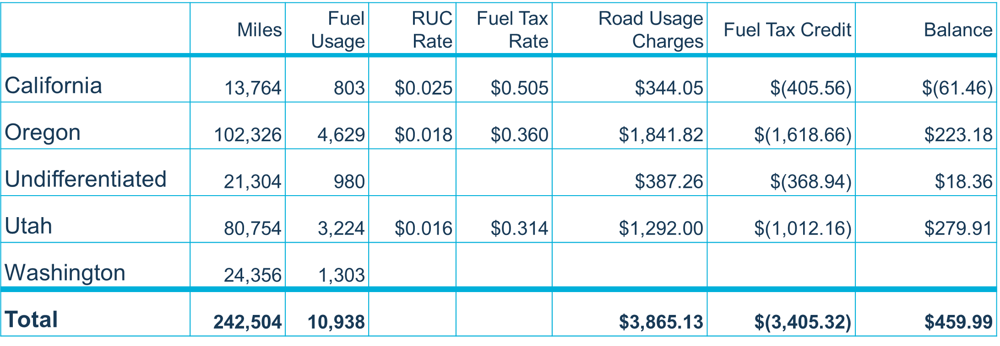 Miles Fuel Usage RUC Rate Fuel Tax Rate Road Usage Charges Fuel Tax Credit Balance
California 13,764 803 $0.025 $0.505 $344.05 $(405.56) $(61.46)
Oregon 102,326 4,629 $0.018 $0.360 $1,841.82 $(1,618.66) $223.18
Undifferentiated 21,304 980 $387.26 $(368.94) $18.36
Utah 80,754 3,224 $0.016 $0.314 $1,292.00 $(1,012.16) $279.91
Washington 24,356 1,303
Total 242,504 10,938 $3,865.13 $(3,405.32) $459.99